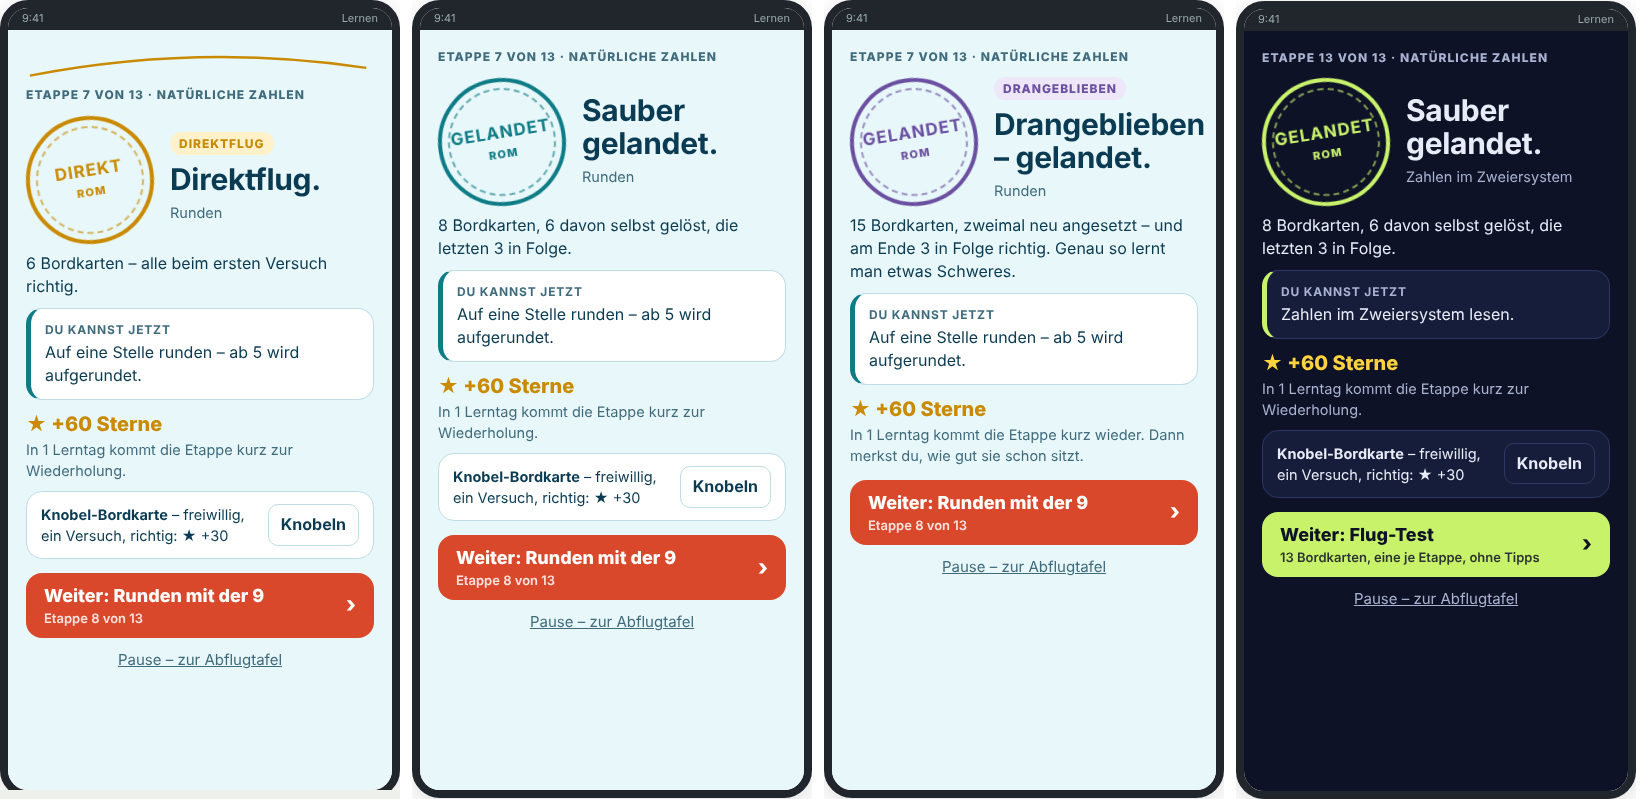 9:41 Lernen
ETAPPE 7 VON 13 · NATÜRLICHE ZAHLEN
DIREKT
ROM
DIREKTFLUG
Direktflug.
Runden
6 Bordkarten – alle beim ersten Versuch
richtig.
DU KANNST JETZT
Auf eine Stelle runden – ab 5 wird
aufgerundet.
★ +60 Sterne
In 1 Lerntag kommt die Etappe kurz zur
Wiederholung.
Knobel-Bordkarte – freiwillig,
ein Versuch, richtig: ★ +30
Knobeln
Weiter: Runden mit der 9
Etappe 8 von 13
›
Pause – zur Abflugtafel
9:41 Lernen
ETAPPE 7 VON 13 · NATÜRLICHE ZAHLEN
GELANDET
ROM
Sauber
gelandet.
Runden
8 Bordkarten, 6 davon selbst gelöst, die
letzten 3 in Folge.
DU KANNST JETZT
Auf eine Stelle runden – ab 5 wird
aufgerundet.
★ +60 Sterne
In 1 Lerntag kommt die Etappe kurz zur
Wiederholung.
Knobel-Bordkarte – freiwillig,
ein Versuch, richtig: ★ +30
Knobeln
Weiter: Runden mit der 9
Etappe 8 von 13
›
Pause – zur Abflugtafel
9:41 Lernen
ETAPPE 7 VON 13 · NATÜRLICHE ZAHLEN
GELANDET
ROM
DRANGEBLIEBEN
Drangeblieben
– gelandet.
Runden
15 Bordkarten, zweimal neu angesetzt – und
am Ende 3 in Folge richtig. Genau so lernt
man etwas Schweres.
DU KANNST JETZT
Auf eine Stelle runden – ab 5 wird
aufgerundet.
★ +60 Sterne
In 1 Lerntag kommt die Etappe kurz wieder. Dann
merkst du, wie gut sie schon sitzt.
Weiter: Runden mit der 9
Etappe 8 von 13
›
Pause – zur Abflugtafel
9:41 Lernen
ETAPPE 13 VON 13 · NATÜRLICHE ZAHLEN
GELANDET
ROM
Sauber
gelandet.
Zahlen im Zweiersystem
8 Bordkarten, 6 davon selbst gelöst, die
letzten 3 in Folge.
DU KANNST JETZT
Zahlen im Zweiersystem lesen.
★ +60 Sterne
In 1 Lerntag kommt die Etappe kurz zur
Wiederholung.
Knobel-Bordkarte – freiwillig,
ein Versuch, richtig: ★ +30
Knobeln
Weiter: Flug-Test
13 Bordkarten, eine je Etappe, ohne Tipps
›
Pause – zur Abflugtafel